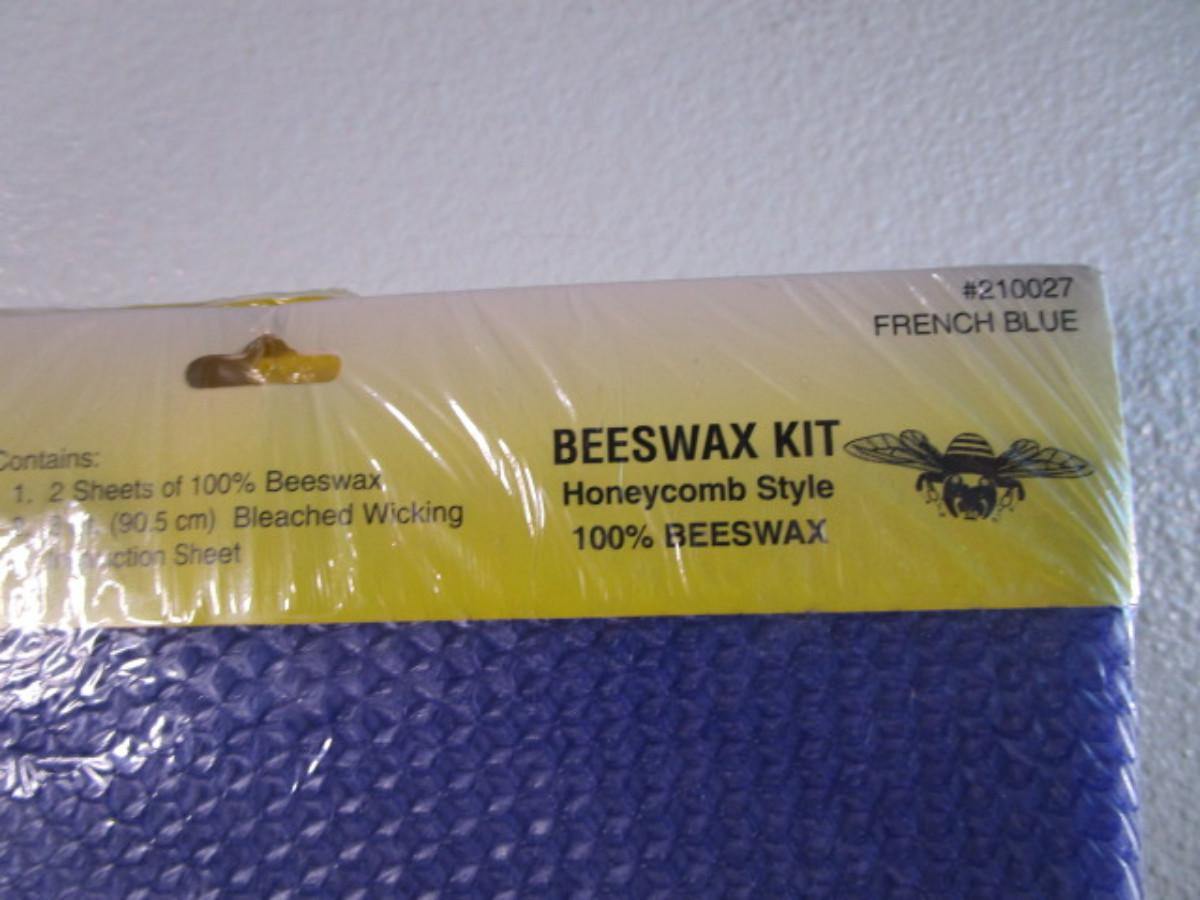 #210027
FRENCH BLUE
BEESWAX KIT
Honeycomb Style
100% BEESWAX
Contains:
1. 2 Sheets of 100% Beeswax
(90.5 cm) Bleached Wicking
Sheet